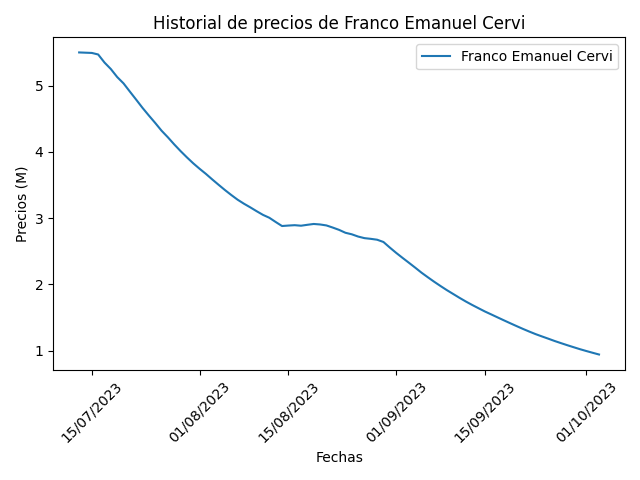 Historial de precios de Franco Emanuel Cervi
Franco Emanuel Cervi
Precios (M)
5
4
3
2
1
15/07/2023
01/08/2023
15/08/2023
01/09/2023
15/09/2023
01/10/2023
Fechas